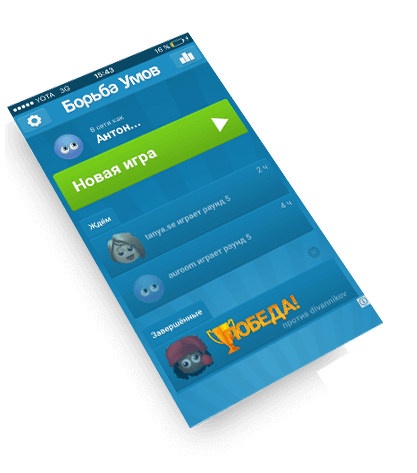 YOTA 3G 15:43 16 %
Борьба Умов
В сети как
Антон...
Новая игра
Ждём
tanya.se играет раунд 5
2 ч
auroom играет раунд 5
4 ч
Завершённые
ПОБЕДА!
против divannikov